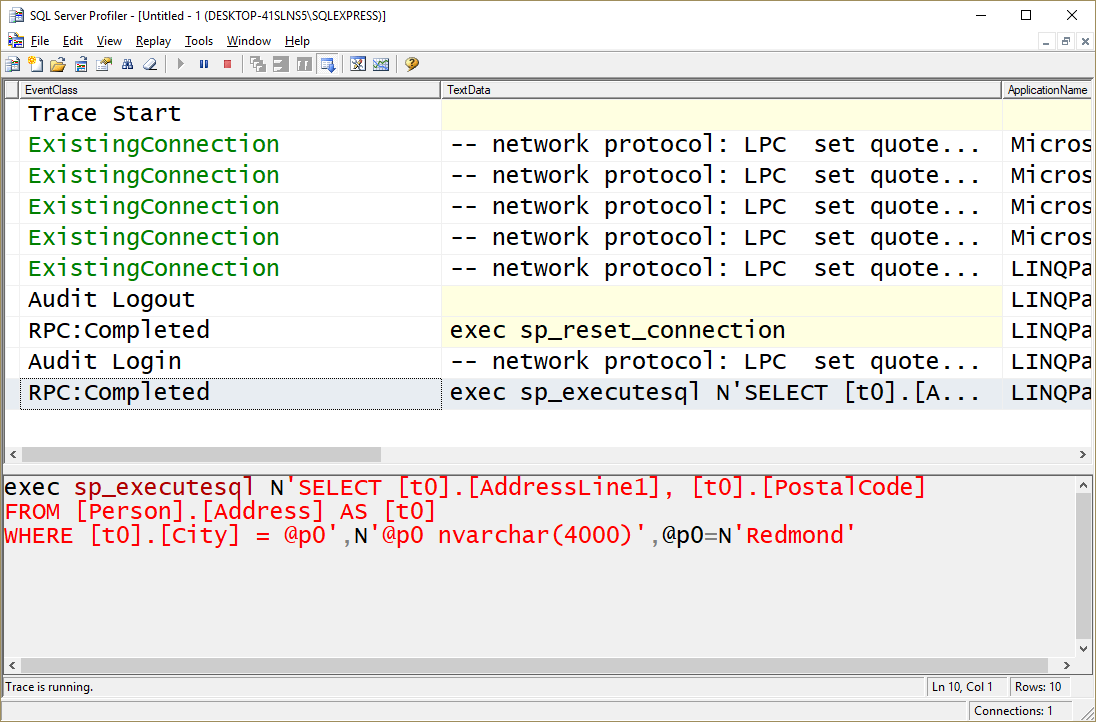 SQL Server Profiler - [Untitled - 1 (DESKTOP-41SLNS5\SQLEXPRESS)]
File Edit View Replay Tools Window Help
EventClass TextData ApplicationName
Trace Start
ExistingConnection -- network protocol: LPC  set quote... Micros
ExistingConnection -- network protocol: LPC  set quote... Micros
ExistingConnection -- network protocol: LPC  set quote... Micros
ExistingConnection -- network protocol: LPC  set quote... Micros
ExistingConnection -- network protocol: LPC  set quote... LINQPa
Audit Logout LINQPa
RPC:Completed exec sp_reset_connection LINQPa
Audit Login -- network protocol: LPC  set quote... LINQPa
RPC:Completed exec sp_executesql N'SELECT [t0].[A... LINQPa
exec sp_executesql N'SELECT [t0].[AddressLine1], [t0].[PostalCode]
FROM [Person].[Address] AS [t0]
WHERE [t0].[City] = @p0',N'@p0 nvarchar(4000)',@p0=N'Redmond'
Trace is running. Ln 10, Col 1 Rows: 10
Connections: 1